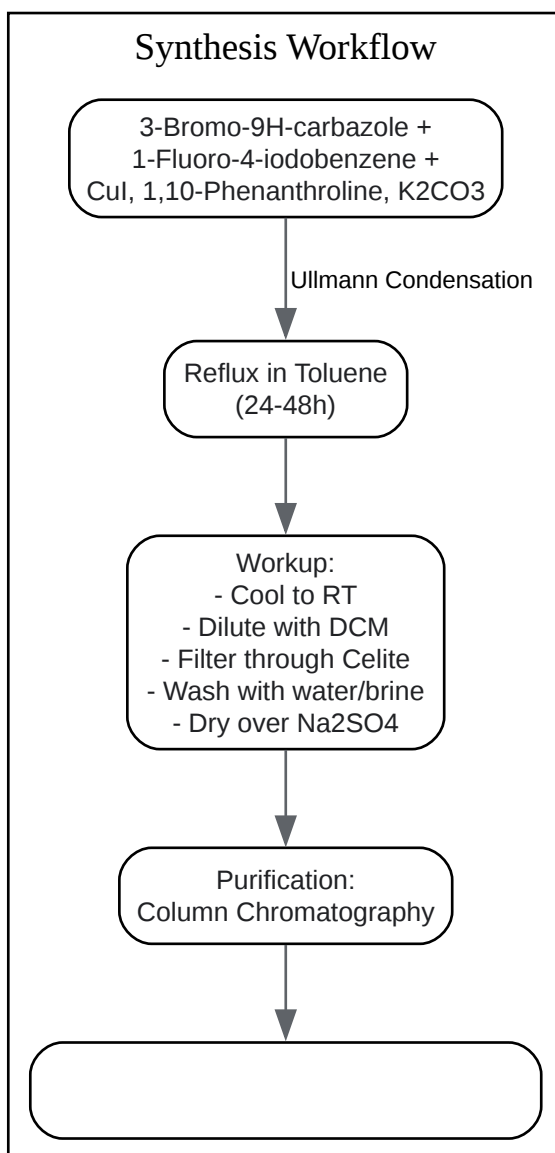 Synthesis Workflow
3-Bromo-9H-carbazole +
1-Fluoro-4-iodobenzene +
CuI, 1,10-Phenanthroline, K2CO3
Ullmann Condensation
Reflux in Toluene
(24-48h)
Workup:
- Cool to RT
- Dilute with DCM
- Filter through Celite
- Wash with water/brine
- Dry over Na2SO4
Purification:
Column Chromatography